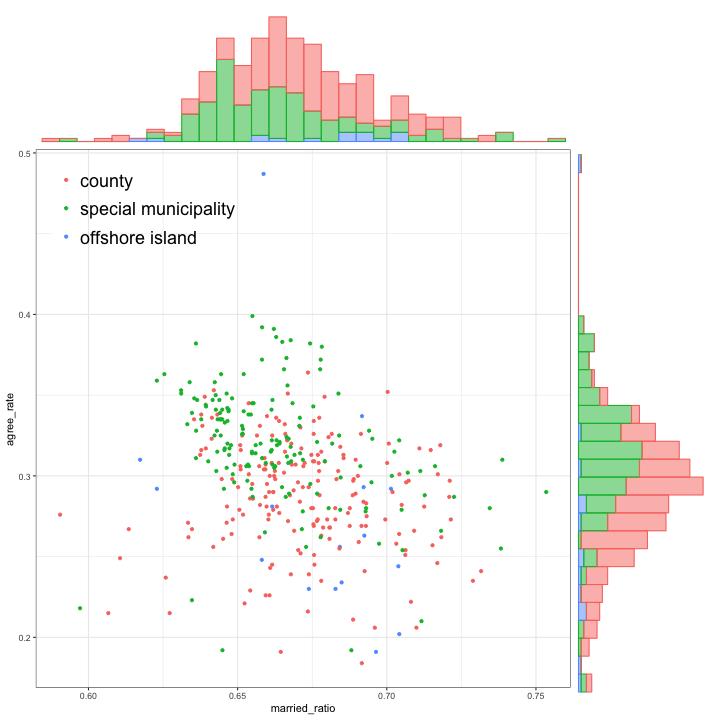 0.5
county
special municipality
offshore island
0.4
agree_rate
0.3
0.2
0.60 0.65 0.70 0.75
married_ratio